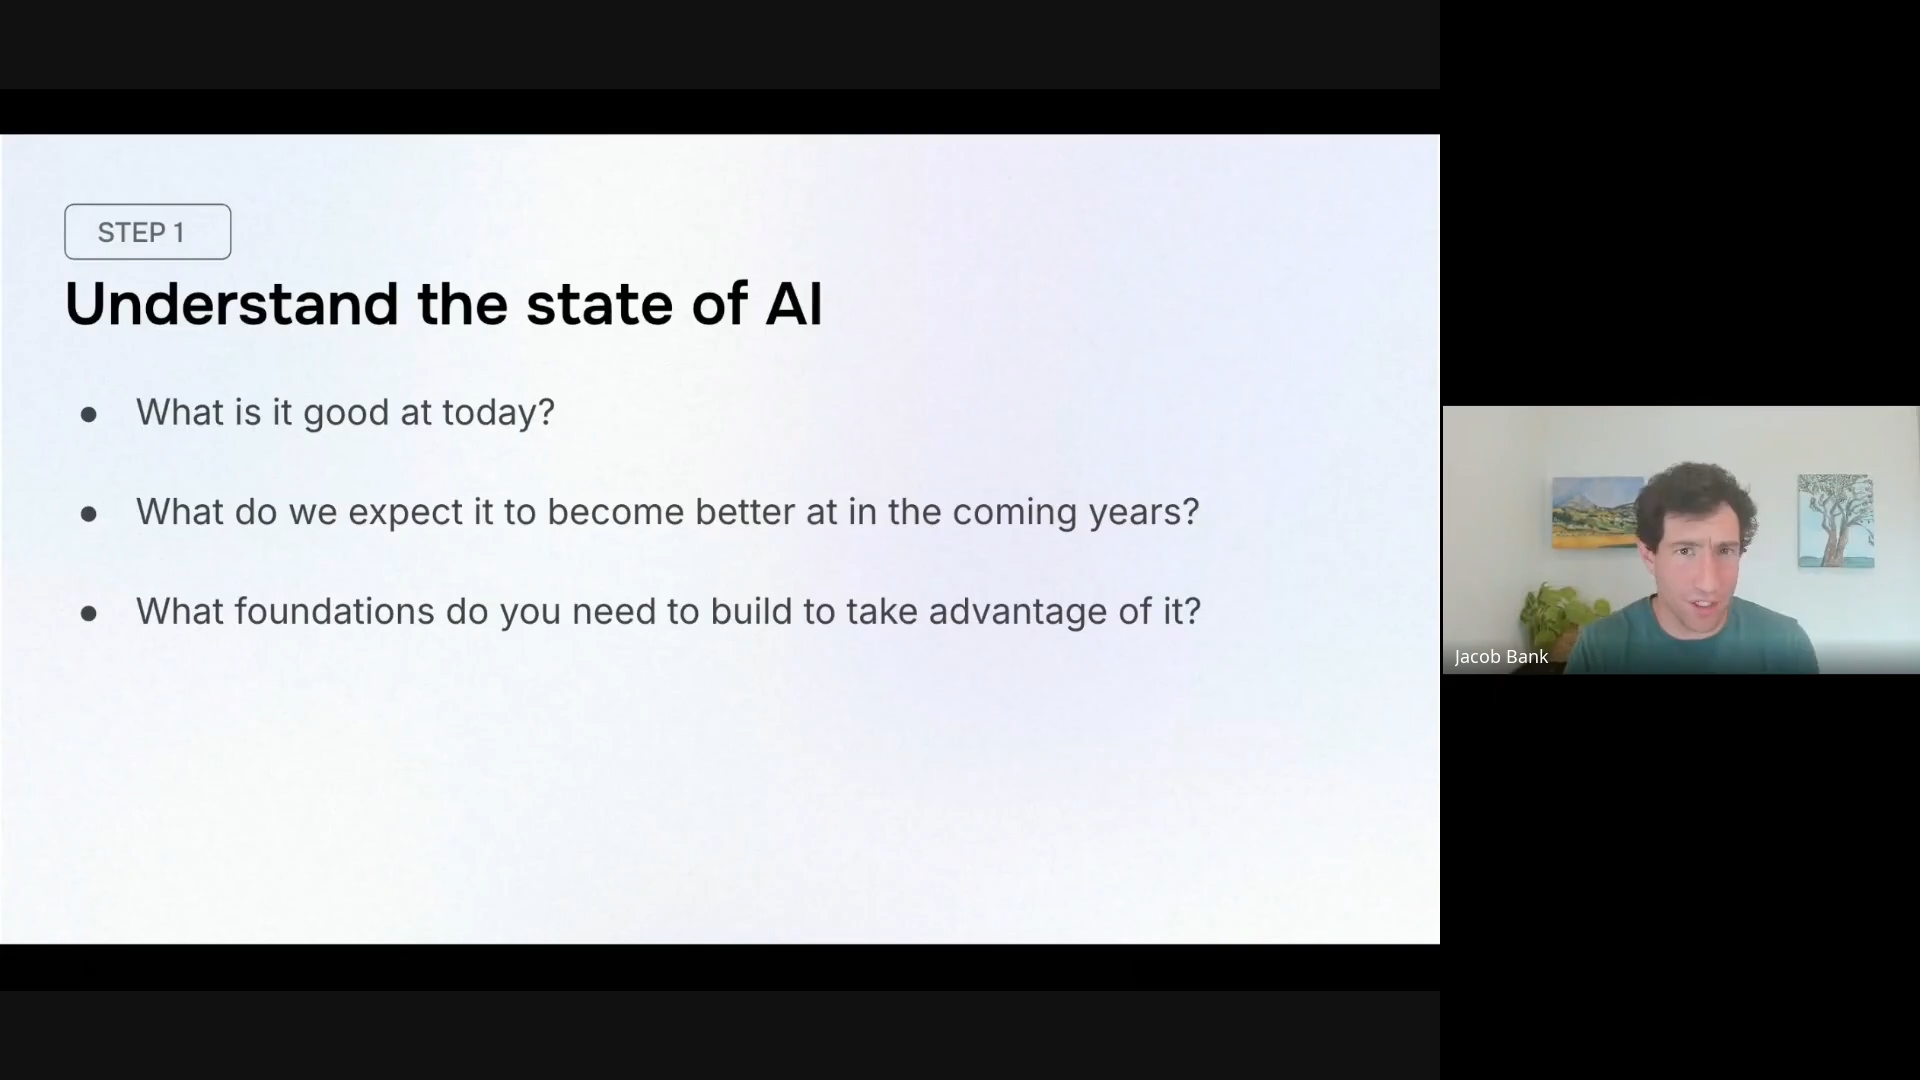 STEP 1
Understand the state of AI
● What is it good at today?
● What do we expect it to become better at in the coming years?
● What foundations do you need to build to take advantage of it?
Jacob Bank